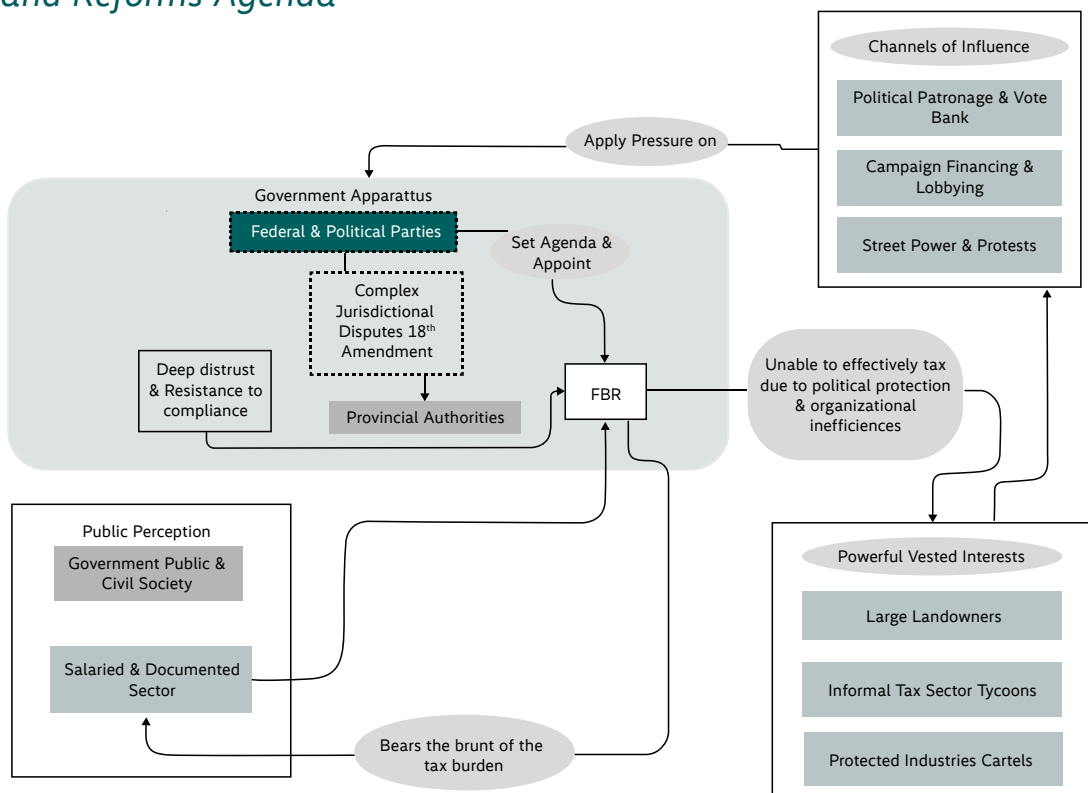 and Reforms Agenda
Channels of Influence
Political Patronage & Vote
Bank
Campaign Financing &
Lobbying
Street Power & Protests
Apply Pressure on
Government Apparattus
Federal & Political Parties
Set Agenda &
Appoint
Complex
Jurisdictional
Disputes 18th
Amendment
Deep distrust
& Resistance to
compliance
Provincial Authorities
FBR
Unable to effectively tax
due to political protection
& organizational
inefficiences
Public Perception
Government Public &
Civil Society
Salaried & Documented
Sector
Bears the brunt of the
tax burden
Powerful Vested Interests
Large Landowners
Informal Tax Sector Tycoons
Protected Industries Cartels